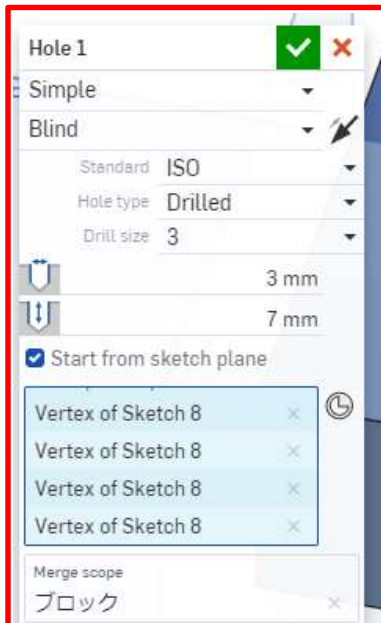 Hole 1
Simple
Blind
Standard ISO
Hole type Drilled
Drill size 3
3 mm
7 mm
Start from sketch plane
Vertex of Sketch 8
Vertex of Sketch 8
Vertex of Sketch 8
Vertex of Sketch 8
Merge scope
ブロック